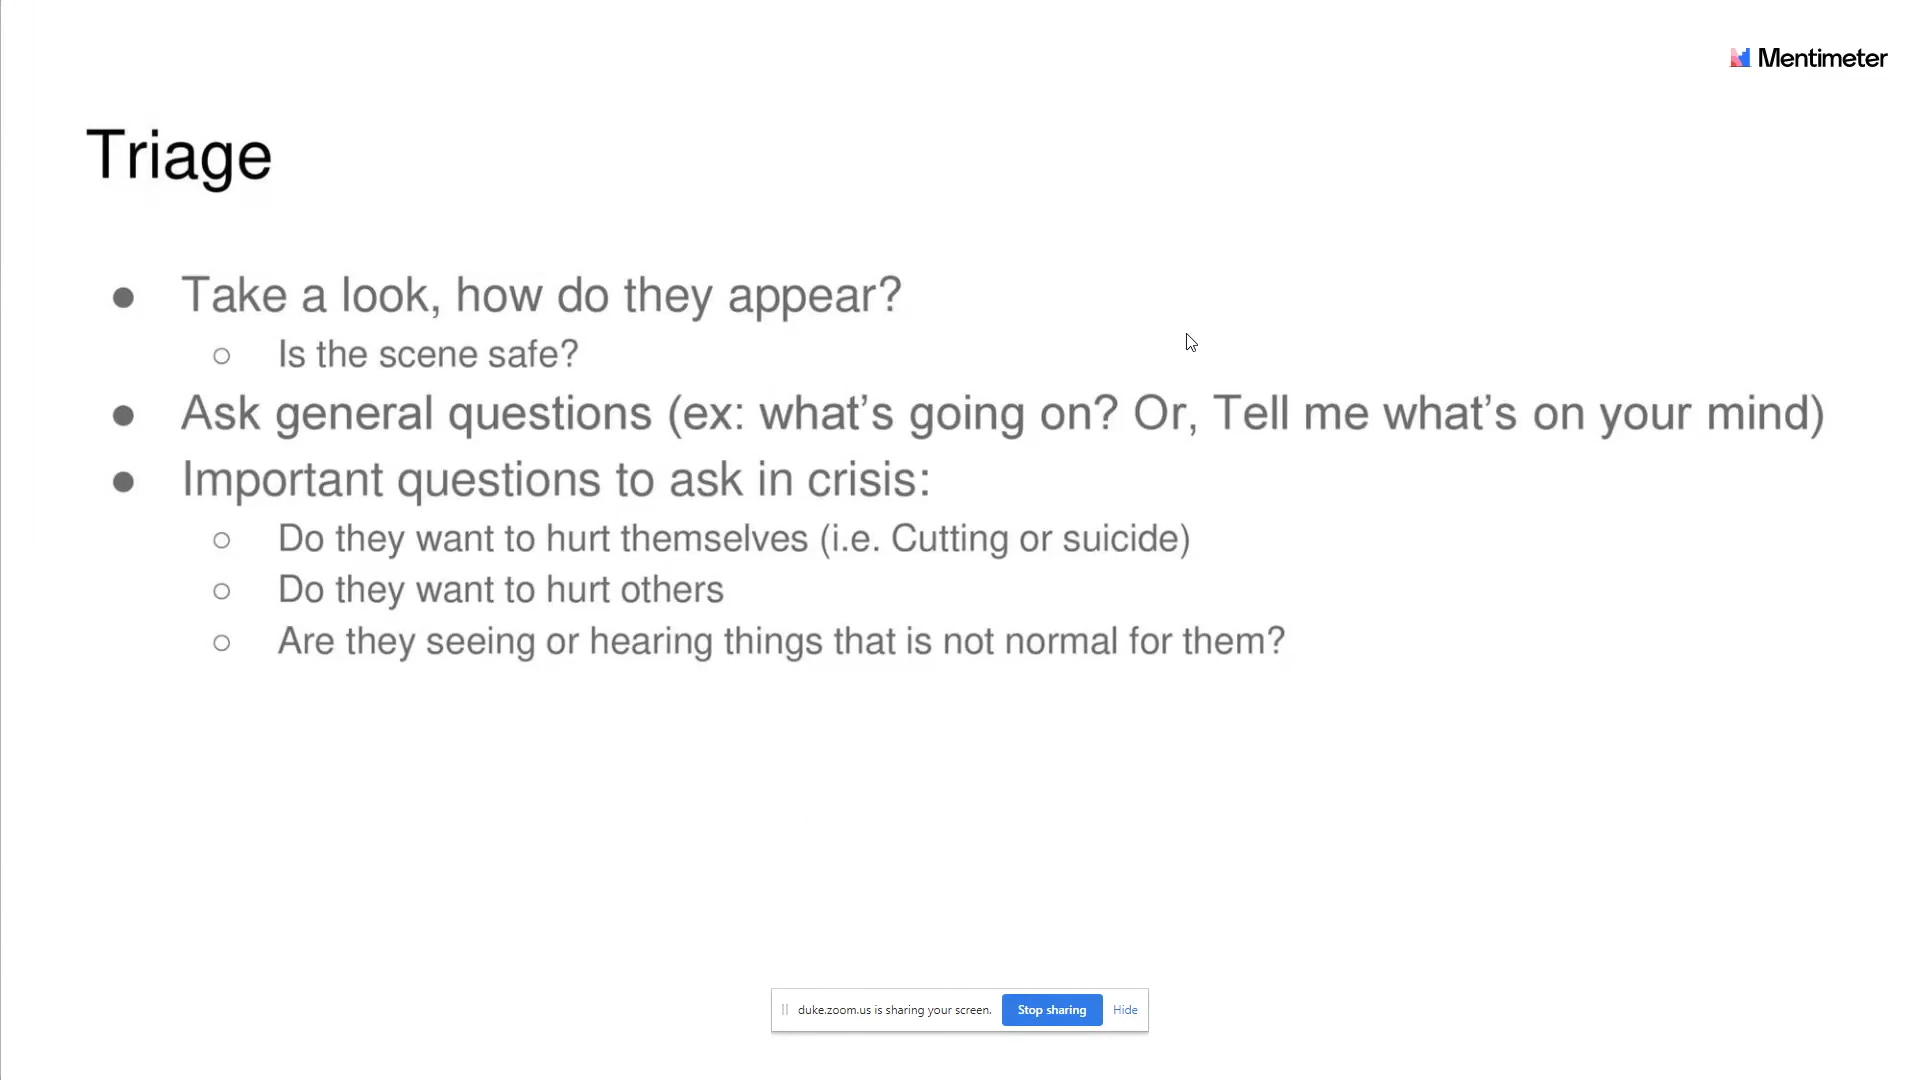 Mentimeter
Triage
● Take a look, how do they appear?
○ Is the scene safe?
● Ask general questions (ex: what’s going on? Or, Tell me what’s on your mind)
● Important questions to ask in crisis:
○ Do they want to hurt themselves (i.e. Cutting or suicide)
○ Do they want to hurt others
○ Are they seeing or hearing things that is not normal for them?
duke.zoom.us is sharing your screen. Stop sharing Hide